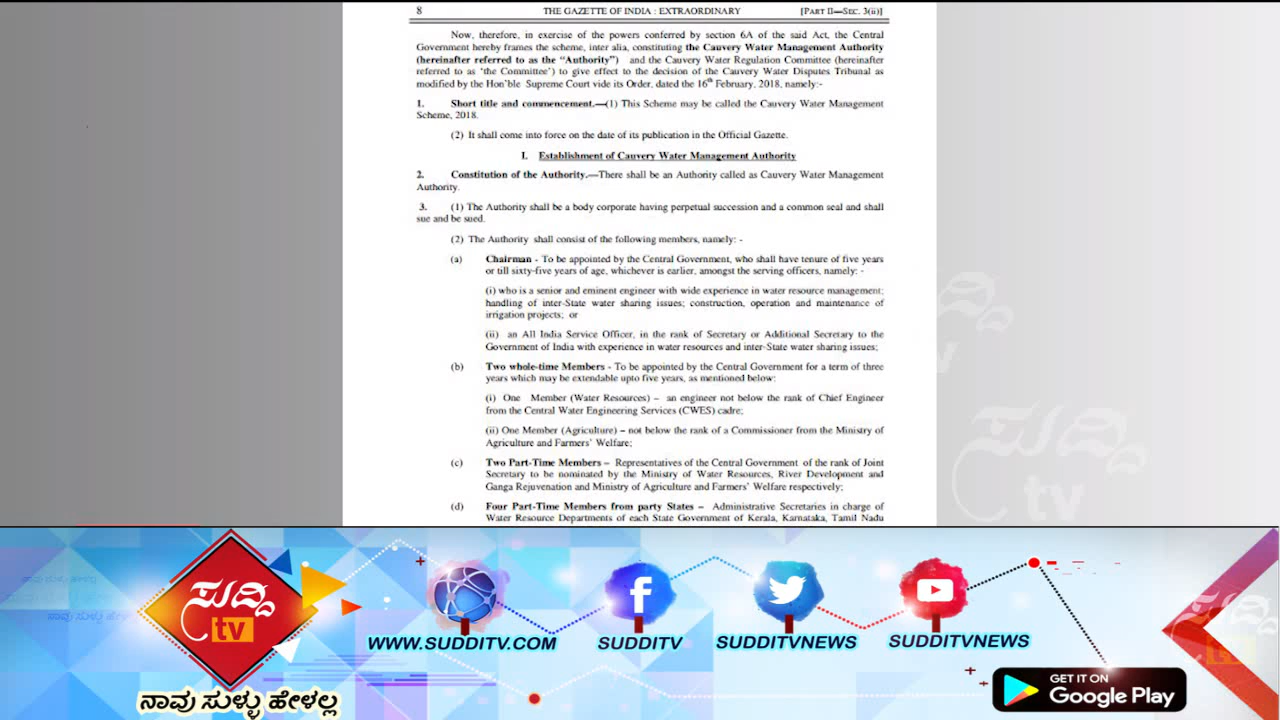 8 THE GAZETTE OF INDIA : EXTRAORDINARY [PART II—SEC. 3(ii)]
Now, therefore, in exercise of the powers conferred by section 6A of the said Act, the Central
Government hereby frames the scheme, inter alia, constituting the Cauvery Water Management Authority
(hereinafter referred to as the “Authority”) and the Cauvery Water Regulation Committee (hereinafter
referred to as ‘the Committee’) to give effect to the decision of the Cauvery Water Disputes Tribunal as
modified by the Hon’ble Supreme Court vide its Order, dated the 16th February, 2018, namely:-
1. Short title and commencement.—(1) This Scheme may be called the Cauvery Water Management
Scheme, 2018.
(2) It shall come into force on the date of its publication in the Official Gazette.
I. Establishment of Cauvery Water Management Authority
2. Constitution of the Authority.—There shall be an Authority called as Cauvery Water Management
Authority.
3. (1) The Authority shall be a body corporate having perpetual succession and a common seal and shall
sue and be sued.
(2) The Authority shall consist of the following members, namely: -
(a) Chairman - To be appointed by the Central Government, who shall have tenure of five years
or till sixty-five years of age, whichever is earlier, amongst the serving officers, namely: -
(i) who is a senior and eminent engineer with wide experience in water resource management;
handling of inter-State water sharing issues; construction, operation and maintenance of
irrigation projects; or
(ii) an All India Service Officer, in the rank of Secretary or Additional Secretary to the
Government of India with experience in water resources and inter-State water sharing issues;
(b) Two whole-time Members - To be appointed by the Central Government for a term of three
years which may be extendable upto five years, as mentioned below:
(i) One Member (Water Resources) – an engineer not below the rank of Chief Engineer
from the Central Water Engineering Services (CWES) cadre;
(ii) One Member (Agriculture) – not below the rank of a Commissioner from the Ministry of
Agriculture and Farmers’ Welfare;
(c) Two Part-Time Members – Representatives of the Central Government of the rank of Joint
Secretary to be nominated by the Ministry of Water Resources, River Development and
Ganga Rejuvenation and Ministry of Agriculture and Farmers’ Welfare respectively;
(d) Four Part-Time Members from party States – Administrative Secretaries in charge of
Water Resource Departments of each State Government of Kerala, Karnataka, Tamil Nadu
ಸುದ್ದಿ
tv
ಸುದ್ದಿ
tv
ನಾವು ಸುಳ್ಳು ಹೇಳಲ್ಲ
WWW.SUDDITV.COM
SUDDITV
SUDDITVNEWS
SUDDITVNEWS
GET IT ON
Google Play